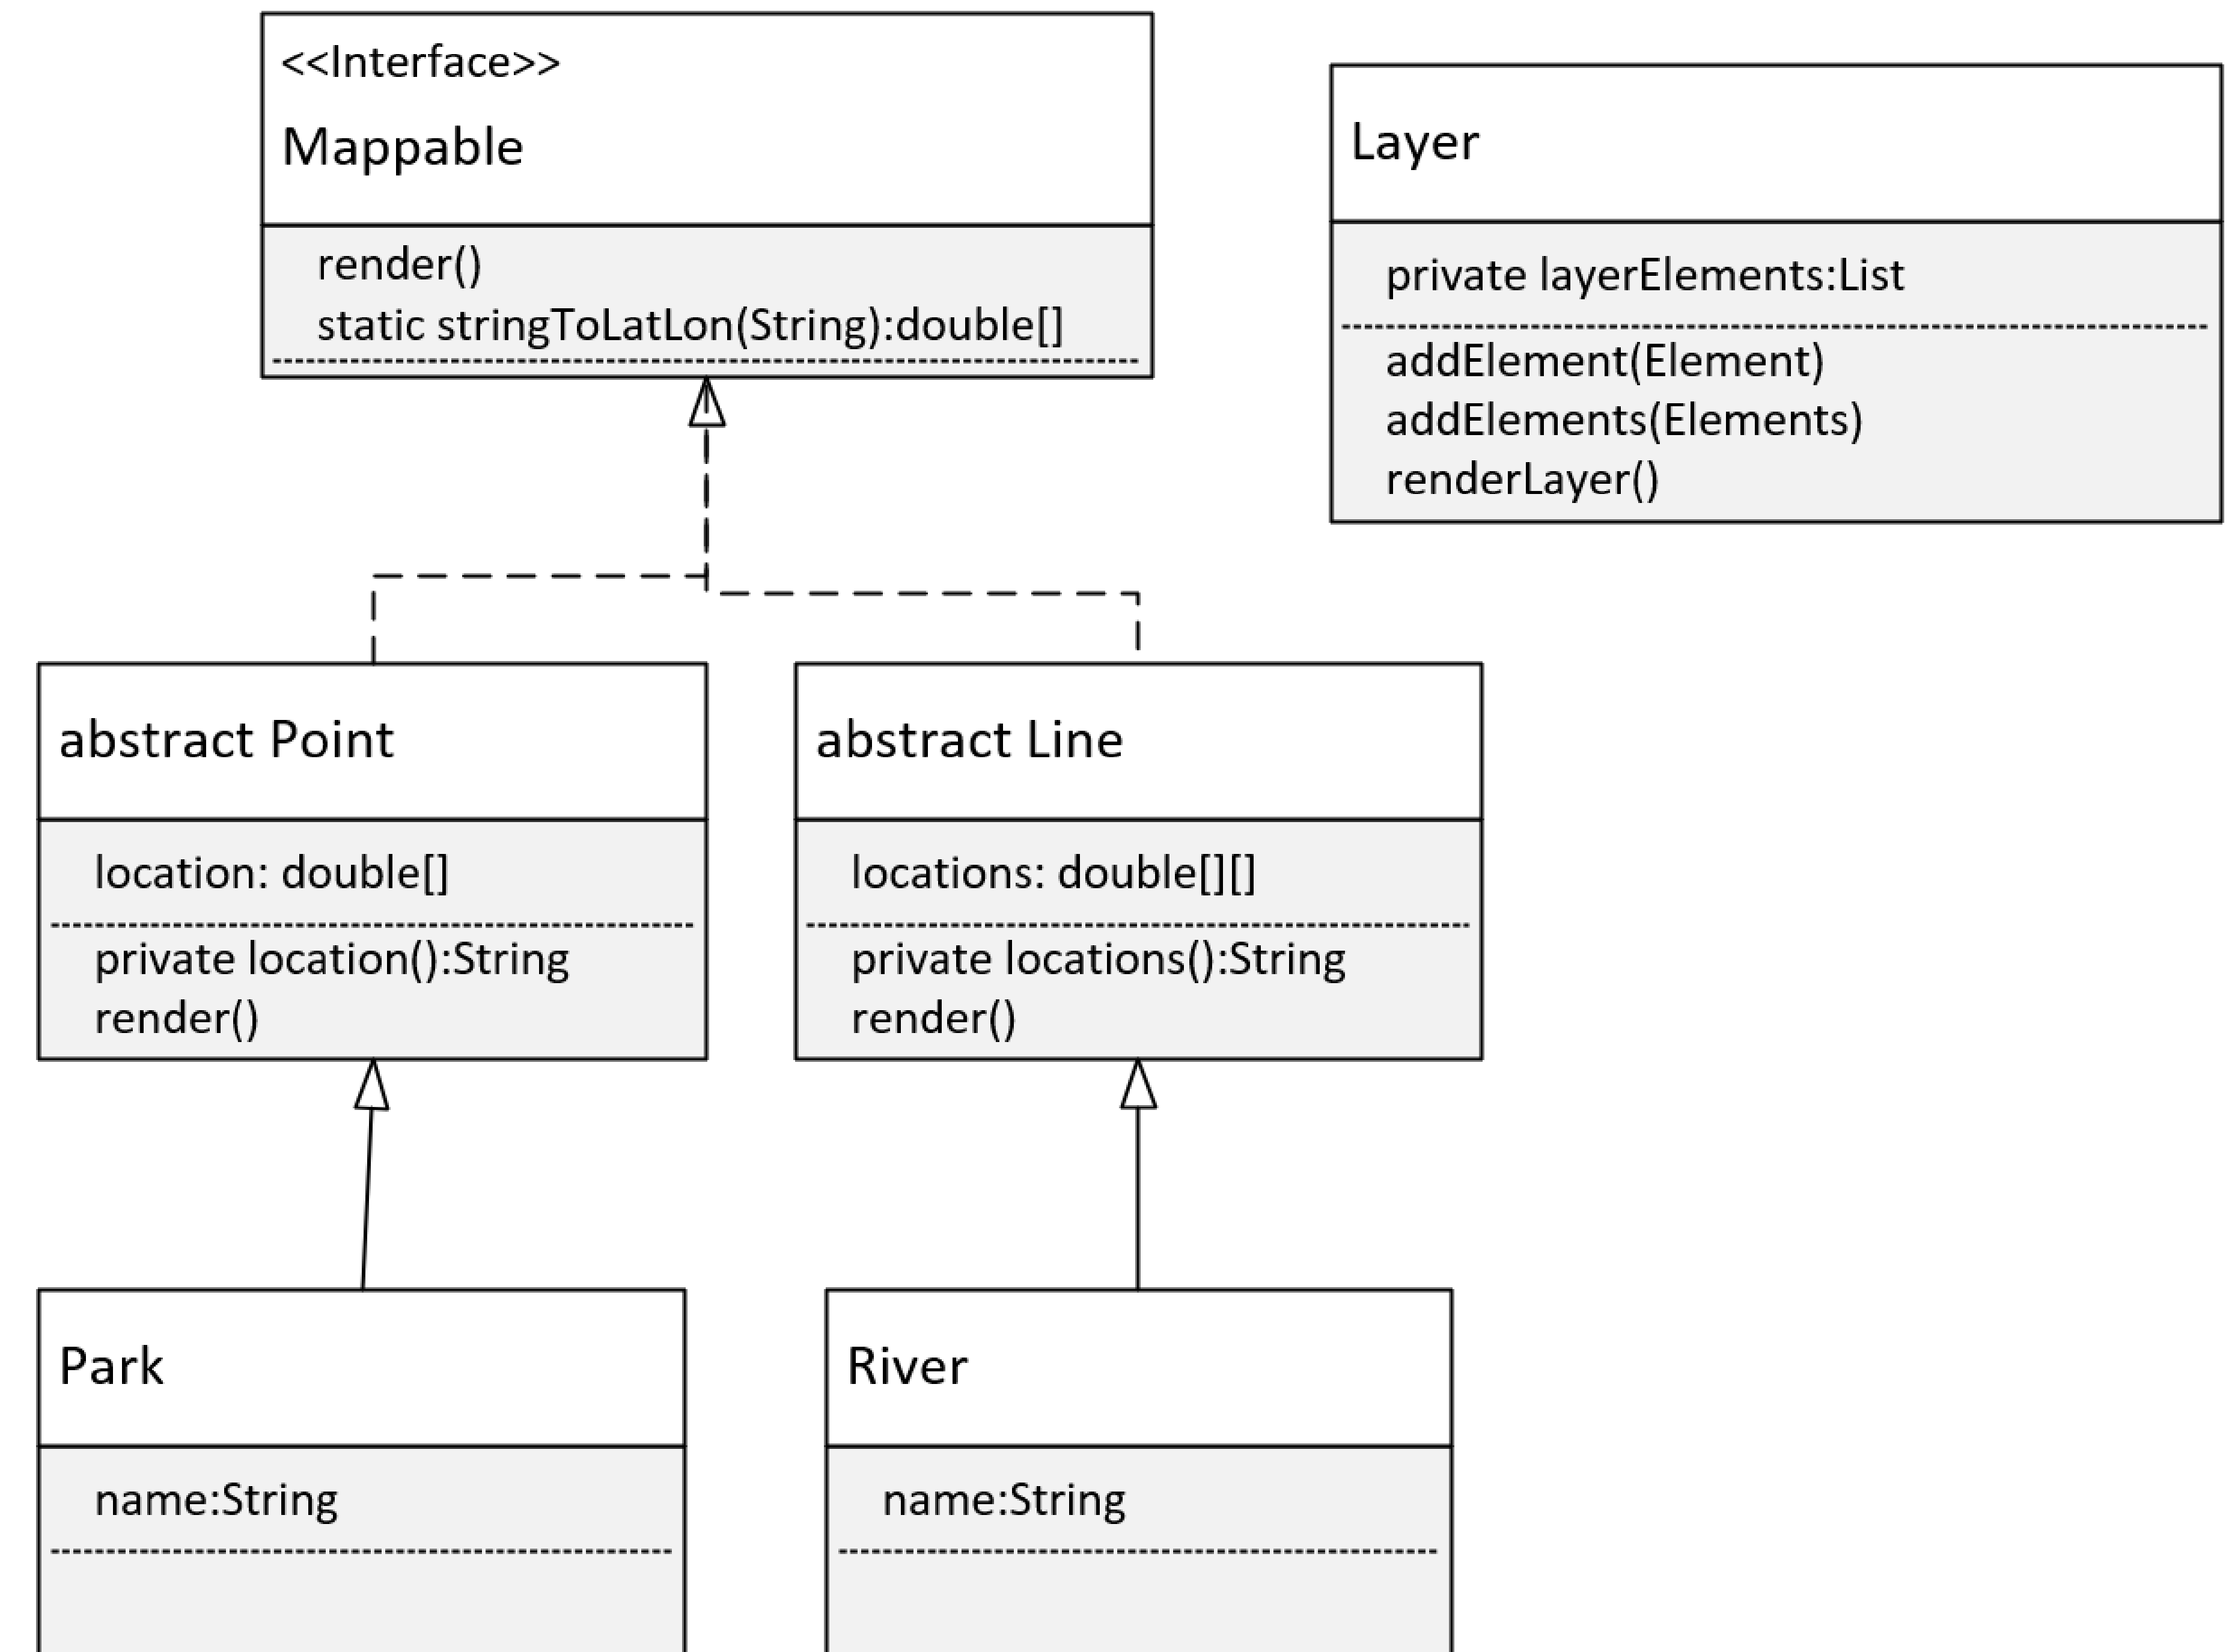 <<Interface>>
Mappable
render()
static stringToLatLon(String):double[]
Layer
private layerElements:List
addElement(Element)
addElements(Elements)
renderLayer()
abstract Point
location: double[]
private location():String
render()
abstract Line
locations: double[][]
private locations():String
render()
Park
name:String
River
name:String